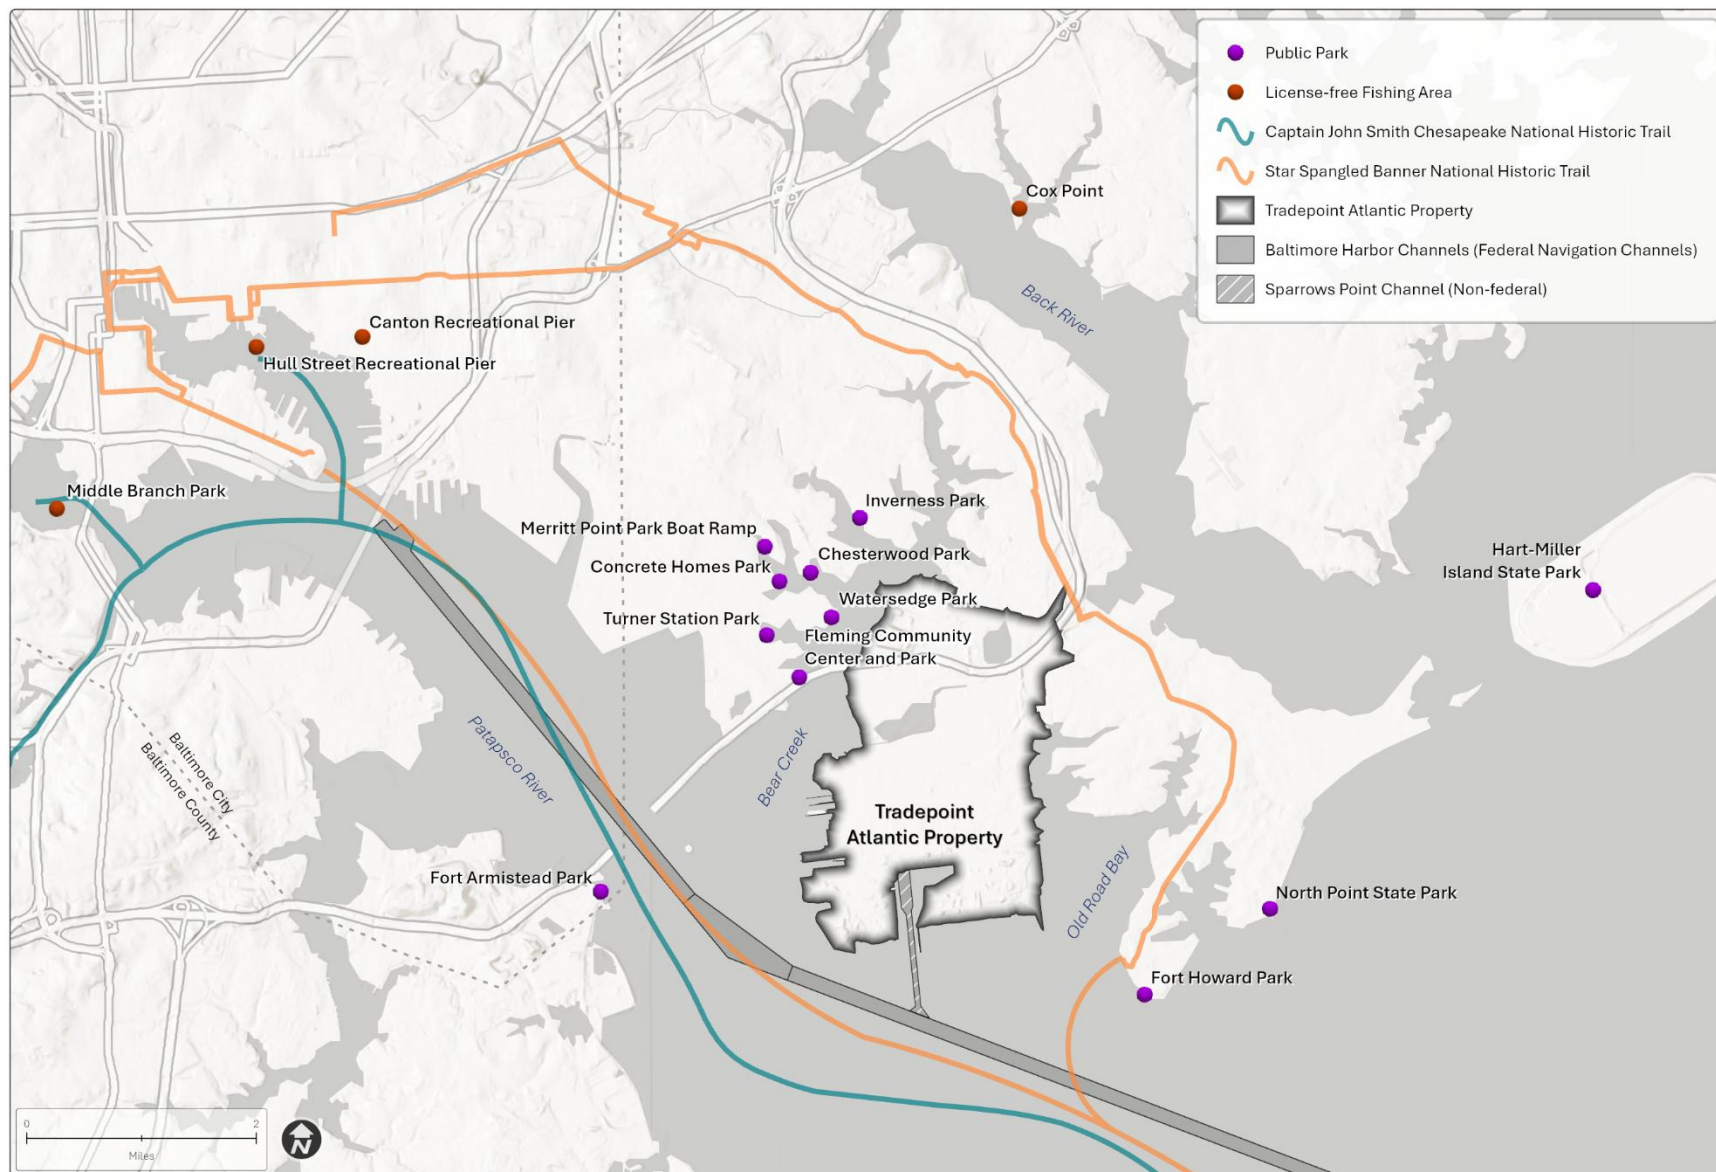 Public Park
License-free Fishing Area
Captain John Smith Chesapeake National Historic Trail
Star Spangled Banner National Historic Trail
Tradepoint Atlantic Property
Baltimore Harbor Channels (Federal Navigation Channels)
Sparrows Point Channel (Non-federal)
Cox Point
Back River
Canton Recreational Pier
Hull Street Recreational Pier
Middle Branch Park
Inverness Park
Merritt Point Park Boat Ramp
Chesterwood Park
Concrete Homes Park
Hart-Miller
Island State Park
Watersedge Park
Turner Station Park
Fleming Community
Center and Park
Patapsco River
Bear Creek
Baltimore City
Baltimore County
Tradepoint
Atlantic Property
Old Road Bay
Fort Armistead Park
North Point State Park
Fort Howard Park
0 2
Miles
N